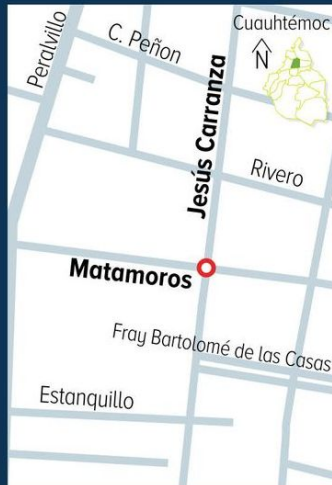 Cuauhtémoc
N
Peralvillo
C. Peñon
Jesús Carranza
Rivero
Matamoros
Fray Bartolomé de las Casas
Estanquillo